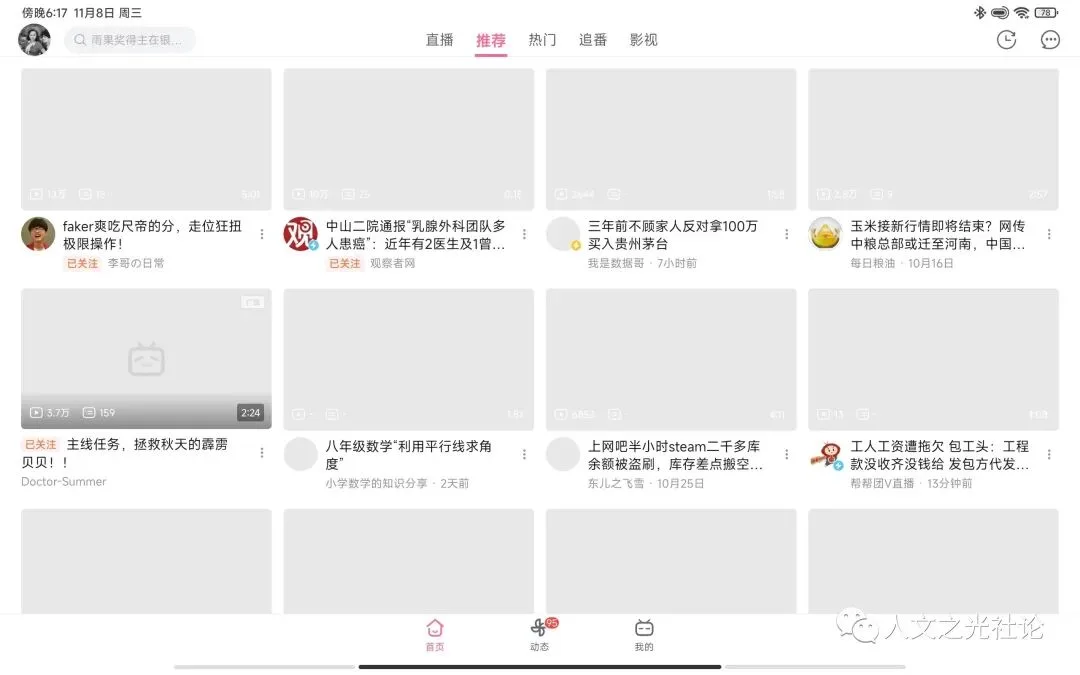 傍晚6:17 11月8日 周三
78
雨果奖得主在银...
直播 推荐 热门 追番 影视
faker爽吃尺帝的分，走位狂扭
极限操作！
已关注 李哥の日常
中山二院通报“乳腺外科团队多
人患癌”：近年有2医生及1曾...
已关注 观察者网
三年前不顾家人反对拿100万
买入贵州茅台
我是数据哥 · 7小时前
玉米接新行情即将结束？网传
中粮总部或迁至河南，中国...
每日粮油 · 10月16日
3.7万 159 2:24
已关注 主线任务，拯救秋天的霹雳
贝贝！！
Doctor-Summer
八年级数学“利用平行线求角
度”
小学数学的知识分享 · 2天前
上网吧半小时steam二千多库
余额被盗刷，库存差点搬空...
东儿之飞雪 · 10月25日
工人工资遭拖欠 包工头：工程
款没收齐没钱给 发包方代发...
帮帮团V直播 · 13分钟前
首页 动态 95 我的
人文之光社论